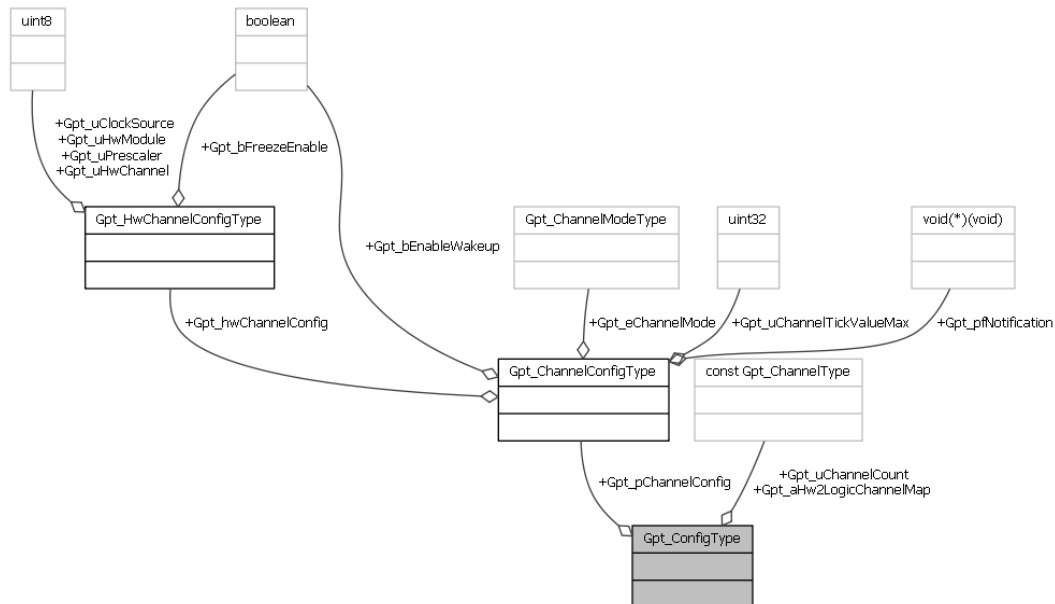 uint8
boolean
+Gpt_uClockSource
+Gpt_uHwModule
+Gpt_uPrescaler
+Gpt_uHwChannel
+Gpt_bFreezeEnable
Gpt_HwChannelConfigType
Gpt_ChannelModeType
uint32
void(*)(void)
+Gpt_bEnableWakeup
+Gpt_hwChannelConfig
+Gpt_eChannelMode
+Gpt_uChannelTickValueMax
+Gpt_pfNotification
Gpt_ChannelConfigType
const Gpt_ChannelType
+Gpt_pChannelConfig
+Gpt_uChannelCount
+Gpt_aHw2LogicChannelMap
Gpt_ConfigType